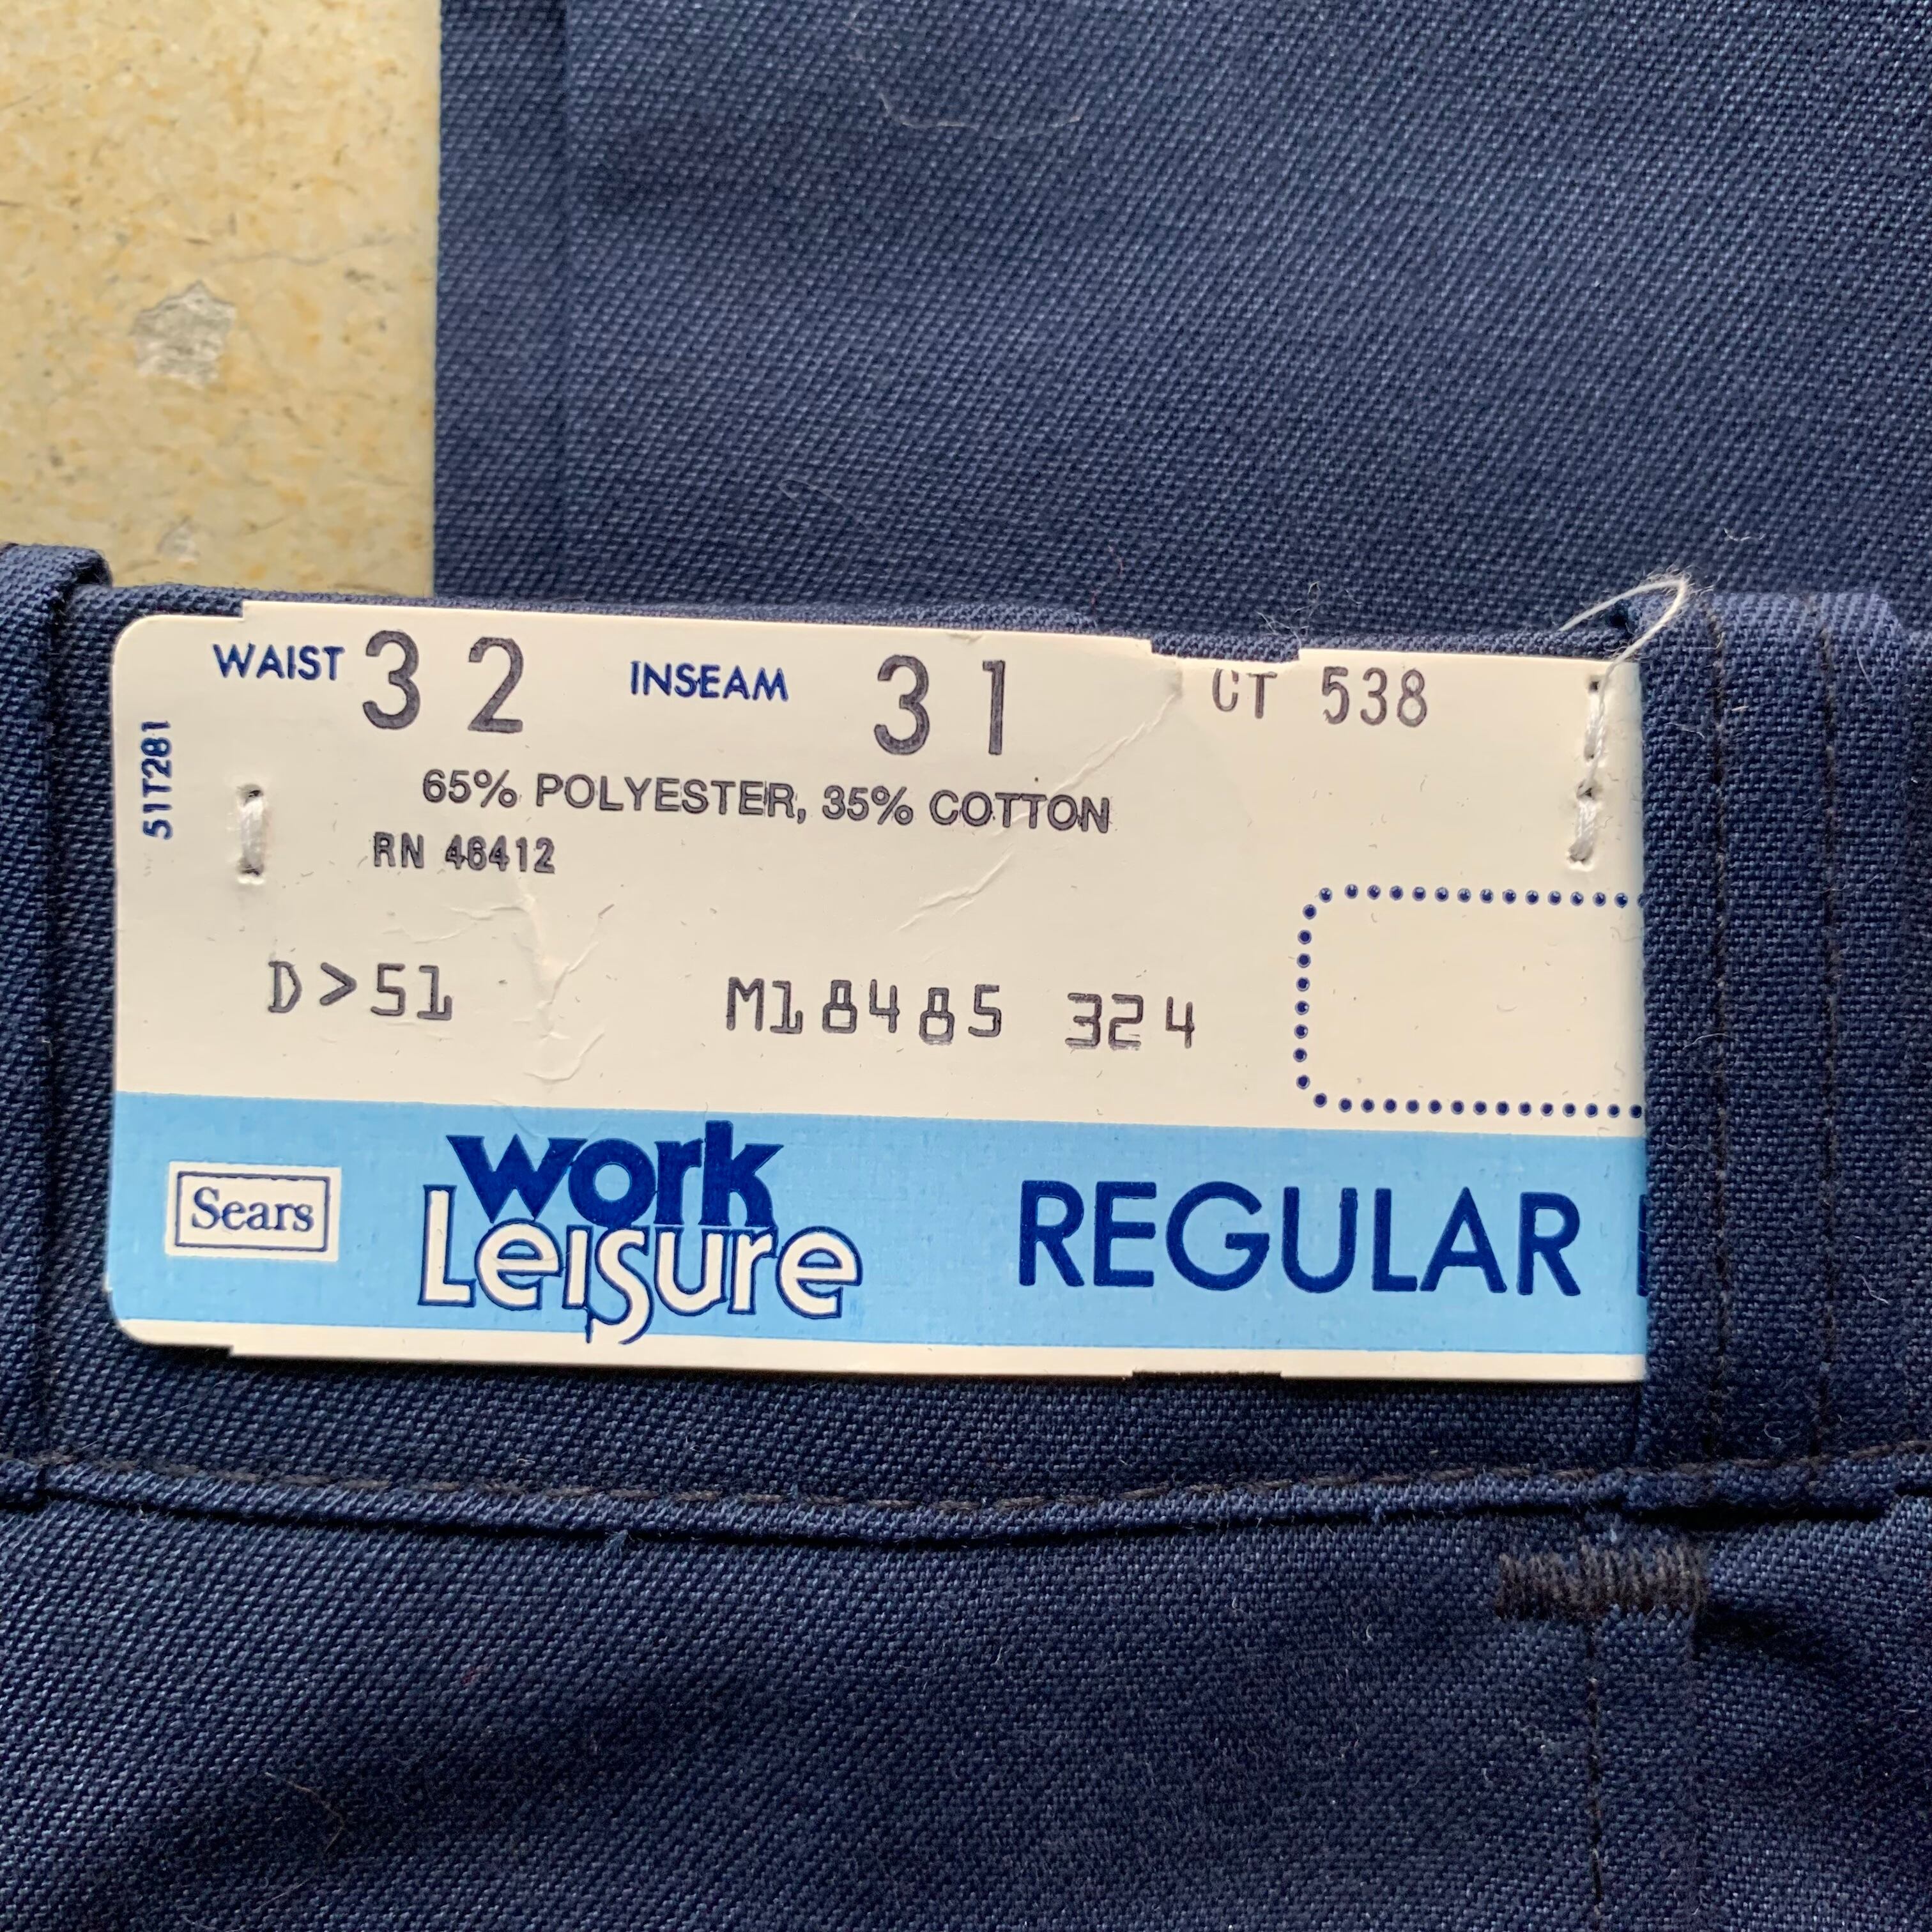 WAIST 32 INSEAM 31 CT 538
51T281
65% POLYESTER, 35% COTTON
RN 46412
D>51 M18485 324
Sears
work
Leisure
REGULAR